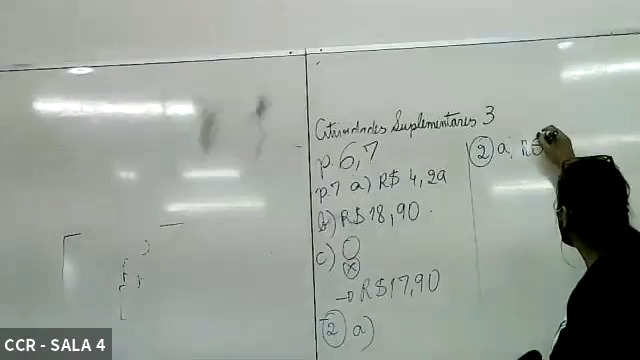 Atividades Suplementares 3
p. 6,7
p.7 a) R$ 4,29
b) R$ 18,90
c) ◯
ⓧ
→ R$ 17,90
② a)
② a) R$
CCR - SALA 4